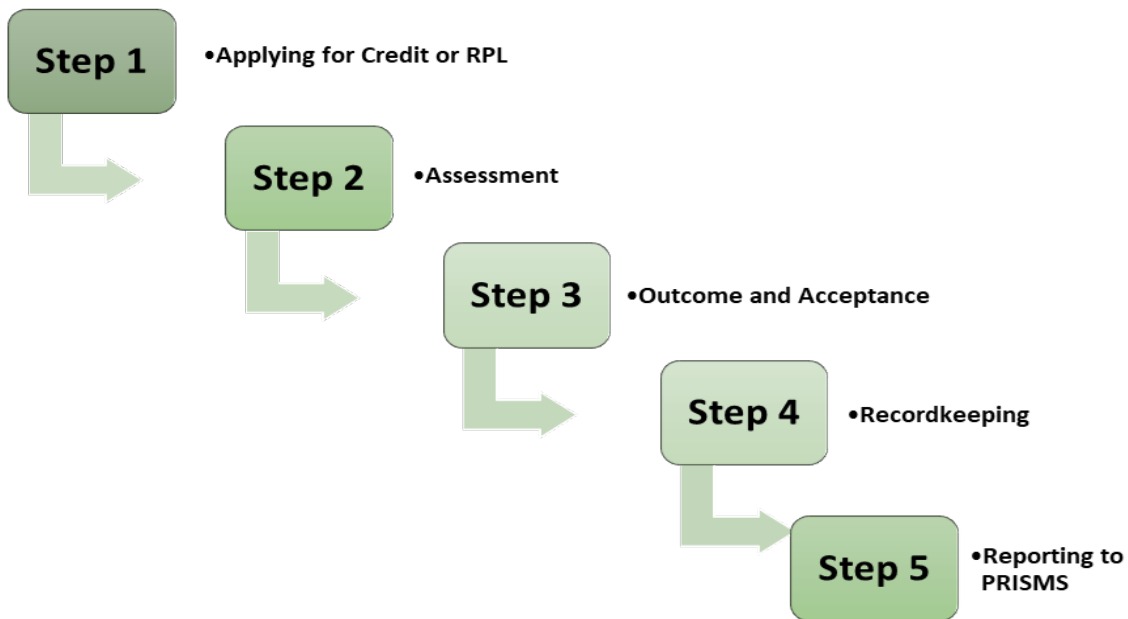 Step 1
•Applying for Credit or RPL
Step 2
•Assessment
Step 3
•Outcome and Acceptance
Step 4
•Recordkeeping
Step 5
•Reporting to
PRISMS